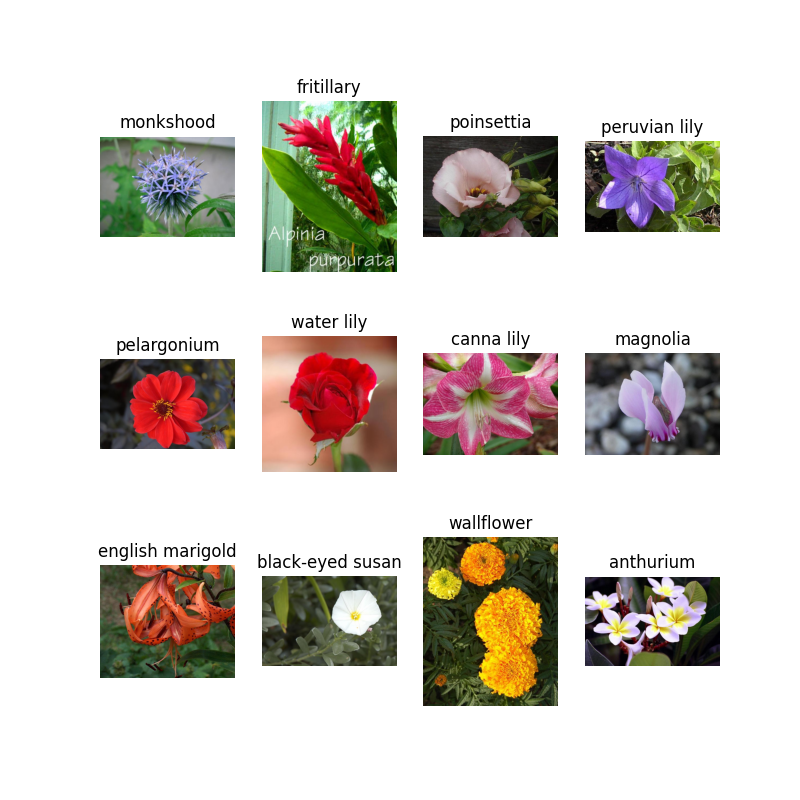 monkshood
fritillary
poinsettia
peruvian lily
Alpinia
purpurata
pelargonium
water lily
canna lily
magnolia
english marigold
black-eyed susan
wallflower
anthurium